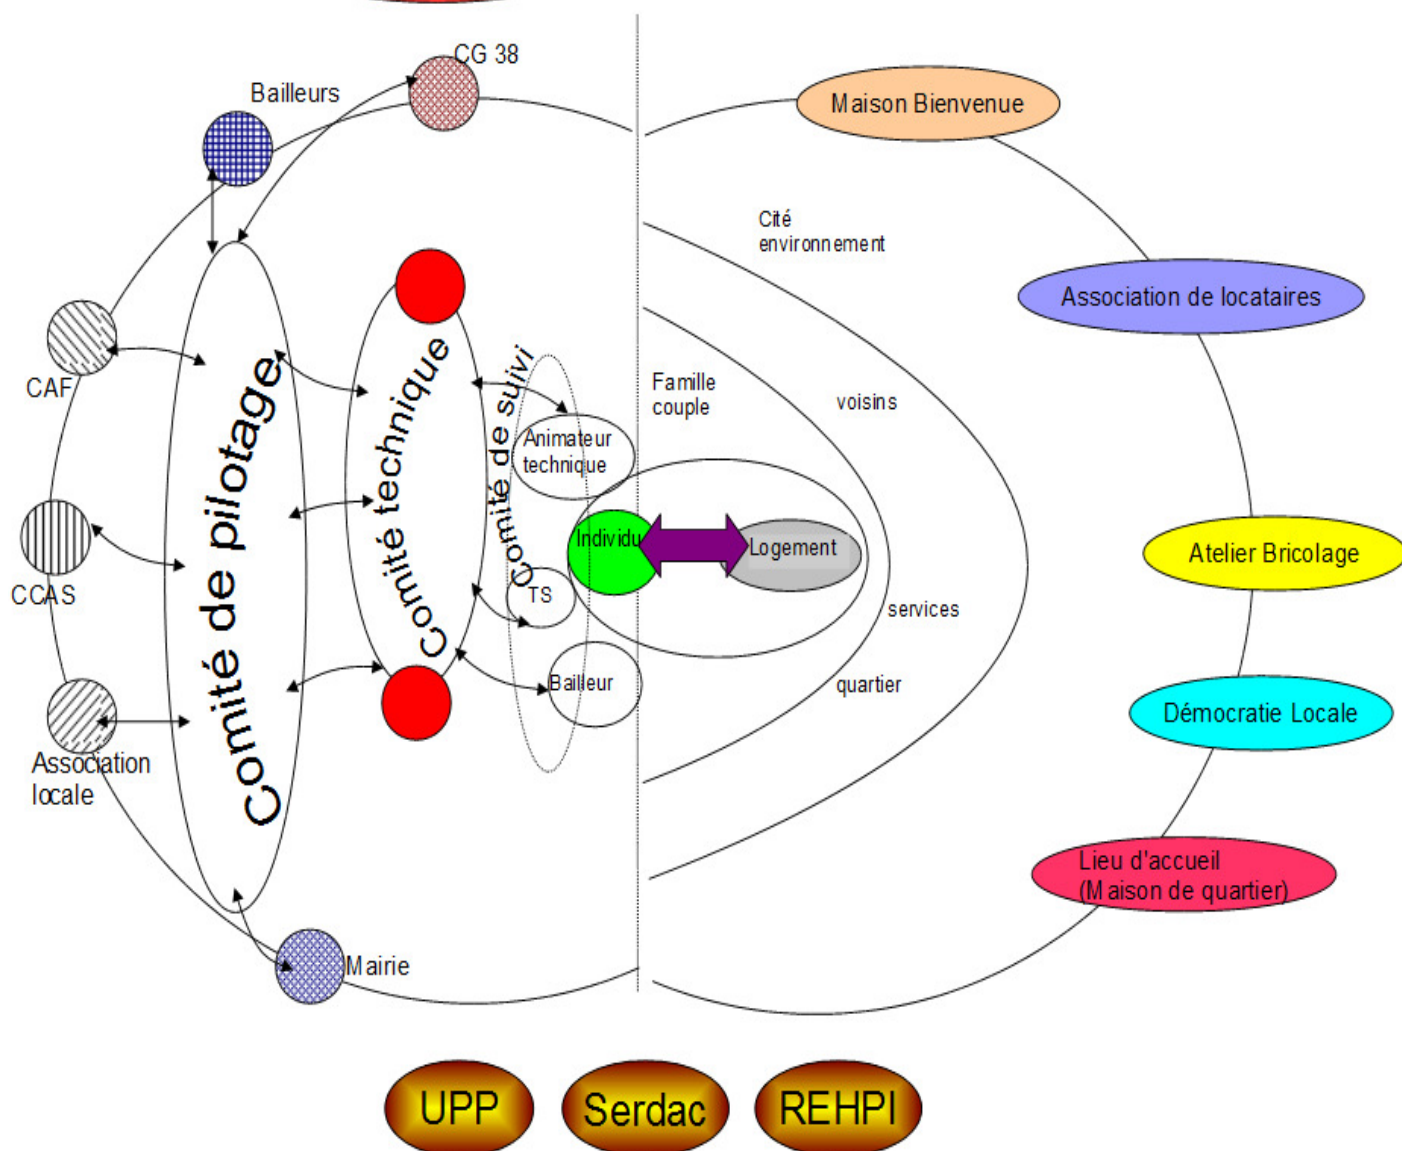 CG 38
Bailleurs
Maison Bienvenue
Cité
environnement
Association de locataires
CAF
Comité de pilotage
Comité technique
Comité de suivi
Famille
couple
voisins
Animateur
technique
Individu
Logement
Atelier Bricolage
CCAS
TS
services
Bailleur
quartier
Démocratie Locale
Association
locale
Lieu d'accueil
(Maison de quartier)
Mairie
UPP
Serdac
REHPI